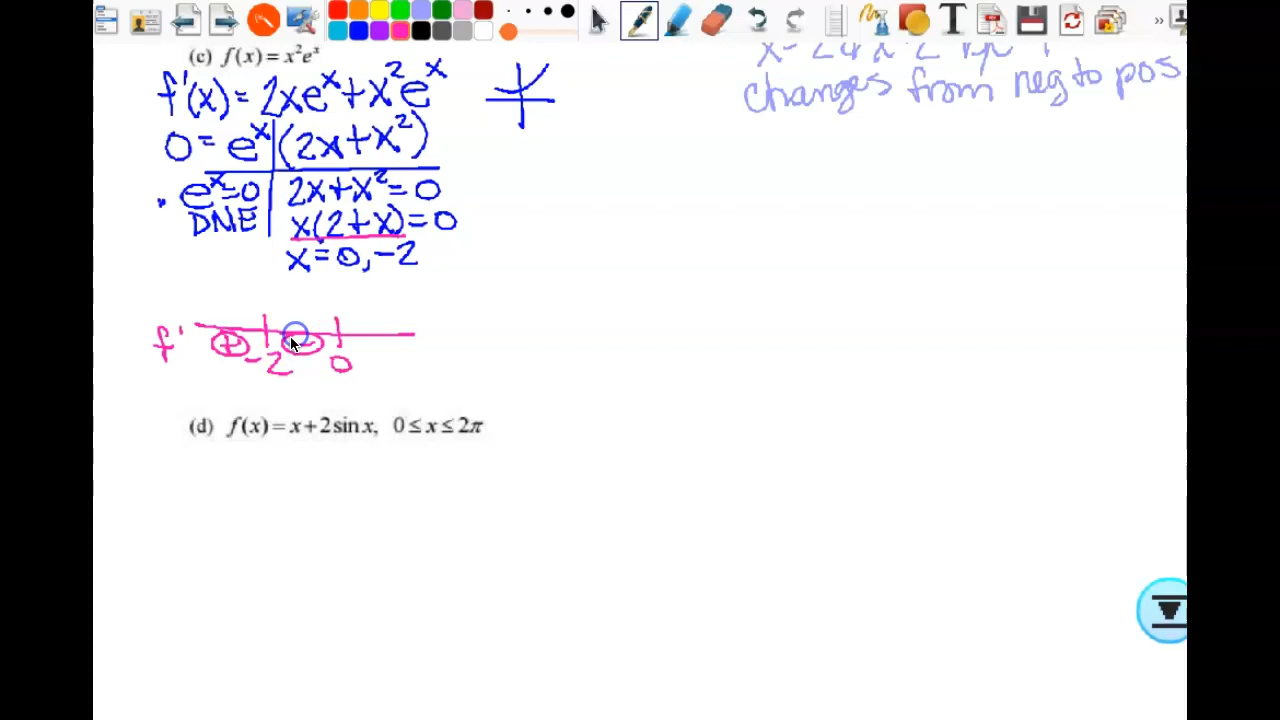 (c) f(x) = x²eˣ
f'(x) = 2xeˣ + x²eˣ
0 = eˣ (2x + x²)
eˣ = 0
DNE
2x + x² = 0
x(2 + x) = 0
x = 0, -2
changes from neg to pos
f' + -
-2 0
(d) f(x) = x + 2 sin x, 0 ≤ x ≤ 2π